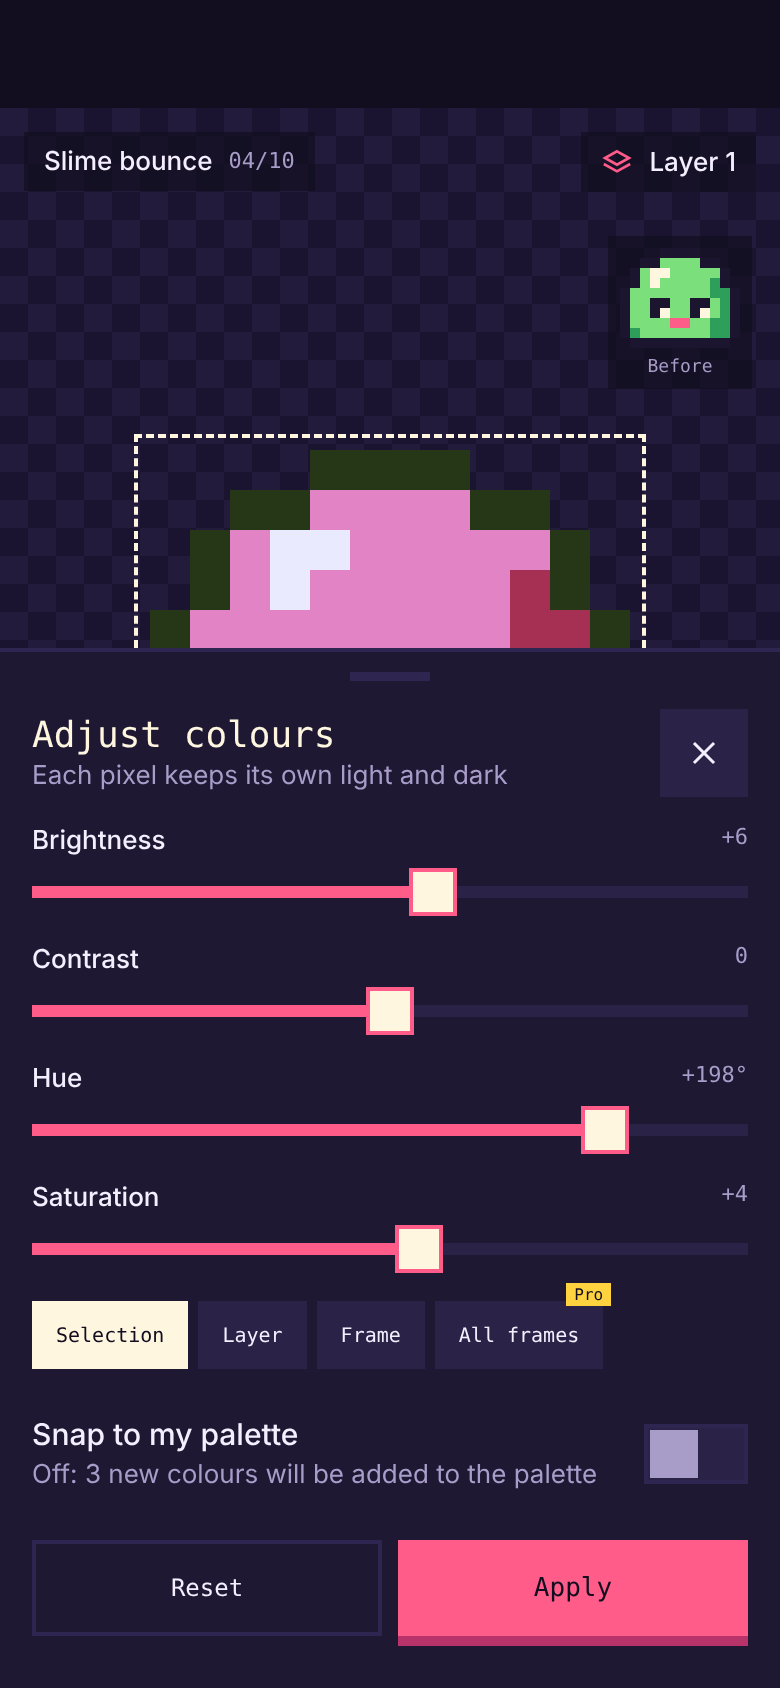 Slime bounce 04/10
Layer 1
Before
Adjust colours
Each pixel keeps its own light and dark
Brightness +6
Contrast 0
Hue +198°
Saturation +4
Pro
Selection Layer Frame All frames
Snap to my palette
Off: 3 new colours will be added to the palette
Reset Apply